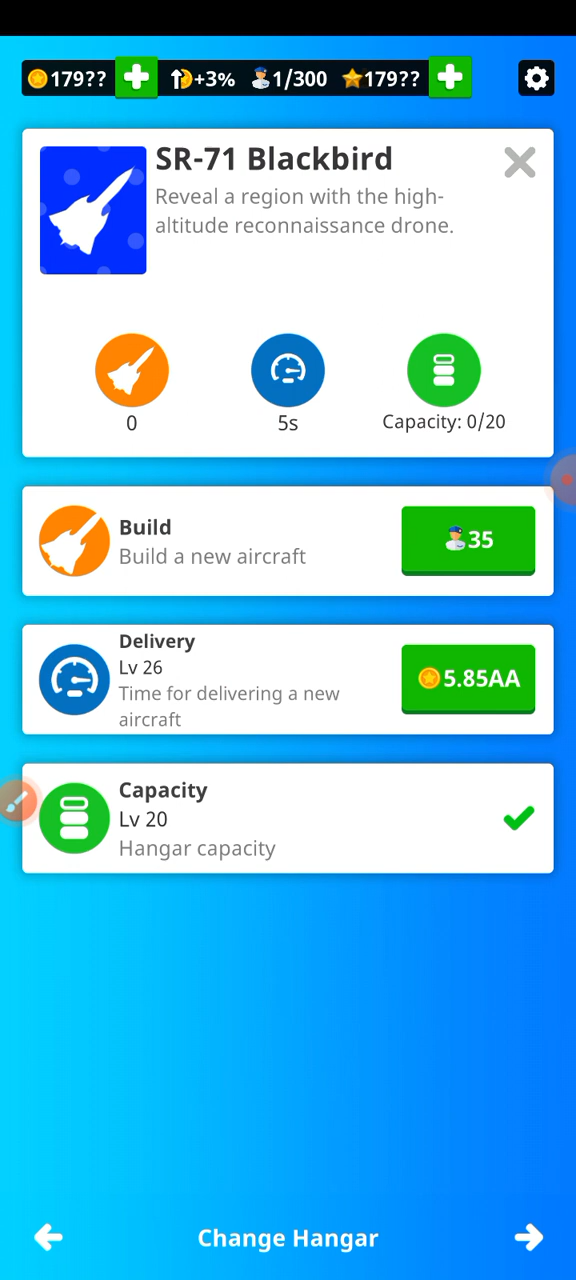 179?? +3% 1/300 179??
SR-71 Blackbird
Reveal a region with the high-
altitude reconnaissance drone.
0 5s Capacity: 0/20
Build
Build a new aircraft
35
Delivery
Lv 26
Time for delivering a new
aircraft
5.85AA
Capacity
Lv 20
Hangar capacity
Change Hangar